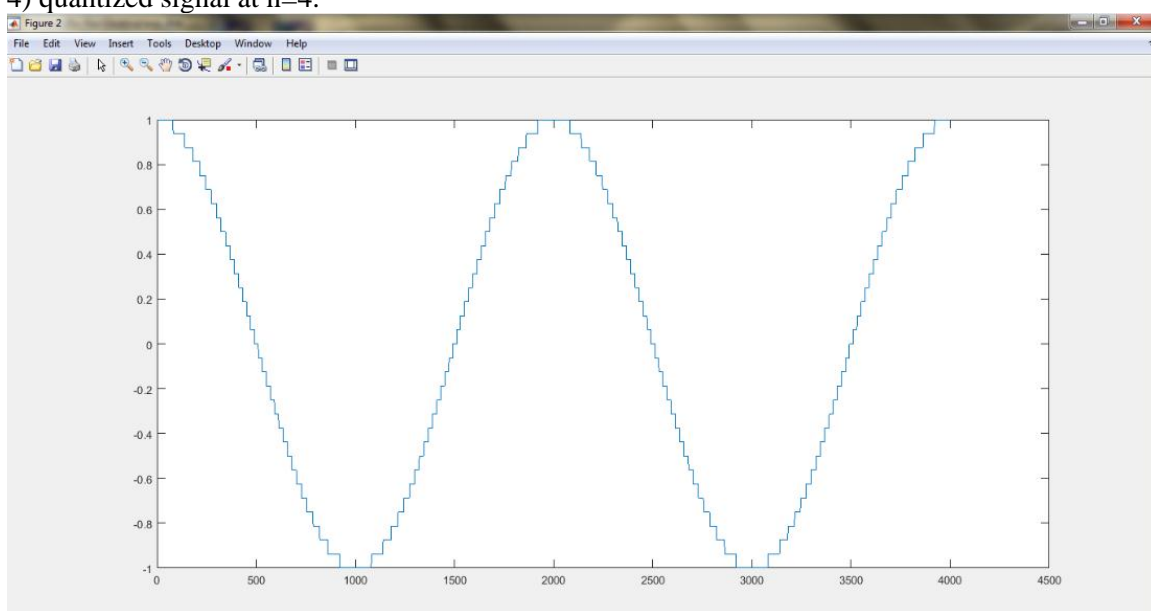 4) quantized signal at n=4.
Figure 2
File Edit View Insert Tools Desktop Window Help
1
0.8
0.6
0.4
0.2
0
-0.2
-0.4
-0.6
-0.8
-1
0 500 1000 1500 2000 2500 3000 3500 4000 4500